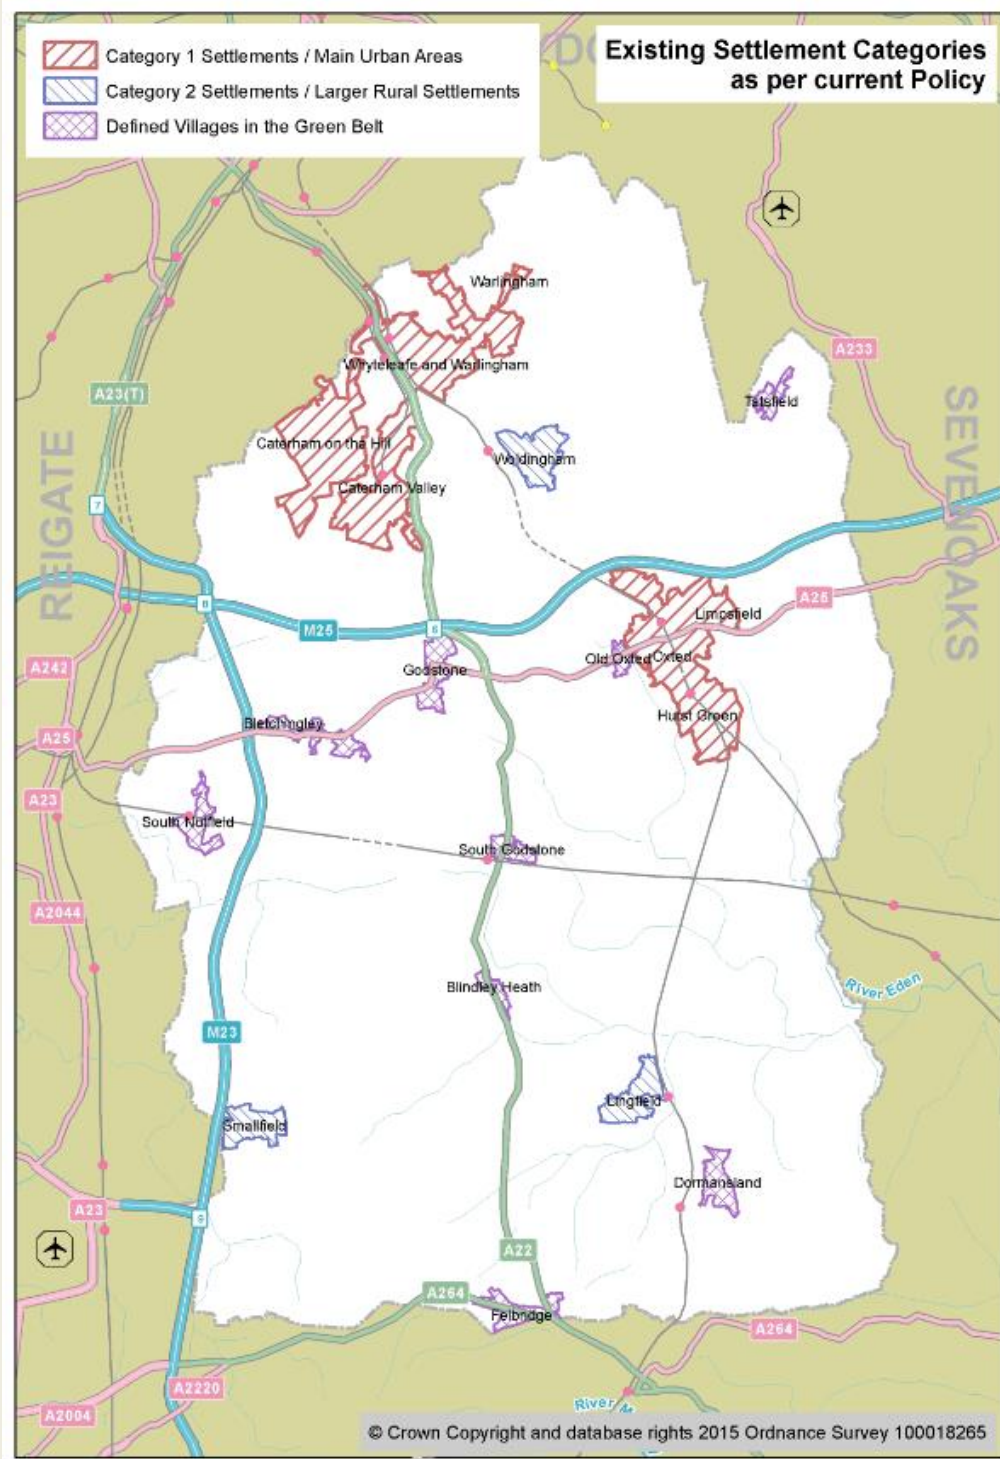 Category 1 Settlements / Main Urban Areas
Category 2 Settlements / Larger Rural Settlements
Defined Villages in the Green Belt
Existing Settlement Categories
as per current Policy
Warlingham
A233
Whyteleafe and Warlingham
A23(T)
Tatsfield
Caterham on the Hill
Woldingham
Caterham Valley
REIGATE
SEVENOAKS
7
A25
8
M25
6
Limpsfield
A242
Godstone
Old Oxted
Oxted
Hurst Green
Bletchingley
A25
A23
South Nutfield
South Godstone
A2044
Blindley Heath
River Eden
M23
Lingfield
Smallfield
Dormansland
A23
9
A22
A264
Felbridge
A264
A2220
A2004
River
© Crown Copyright and database rights 2015 Ordnance Survey 100018265